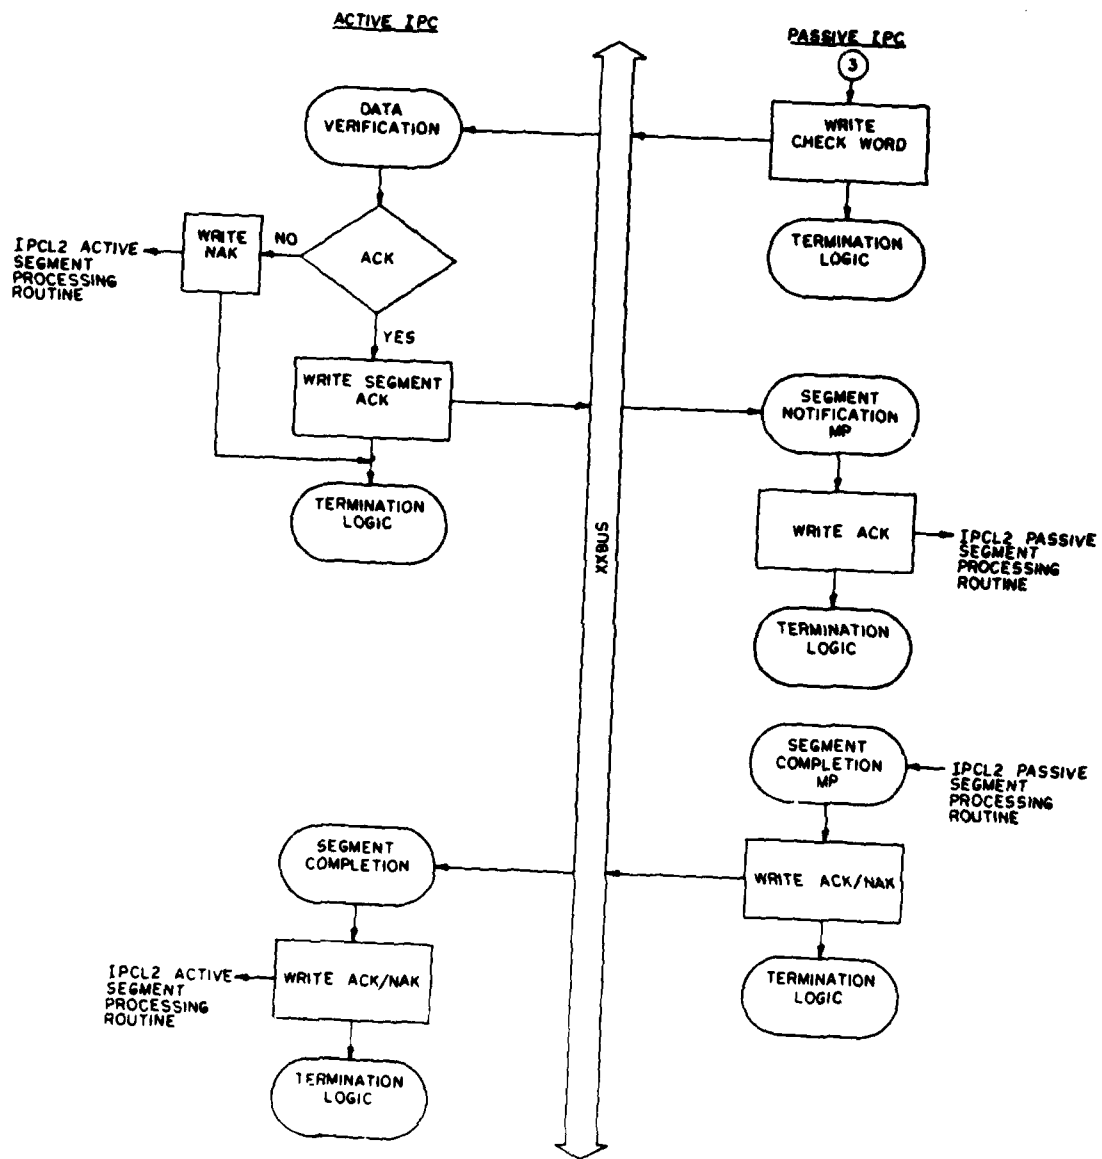 ACTIVE IPC
PASSIVE IPC
3
DATA
VERIFICATION
WRITE
CHECK WORD
WRITE
NAK
NO
ACK
IPCL2 ACTIVE
SEGMENT
PROCESSING
ROUTINE
TERMINATION
LOGIC
YES
WRITE SEGMENT
ACK
SEGMENT
NOTIFICATION
MP
TERMINATION
LOGIC
XXBUS
WRITE ACK
IPCL2 PASSIVE
SEGMENT
PROCESSING
ROUTINE
TERMINATION
LOGIC
SEGMENT
COMPLETION
MP
IPCL2 PASSIVE
SEGMENT
PROCESSING
ROUTINE
SEGMENT
COMPLETION
WRITE ACK/NAK
WRITE ACK/NAK
IPCL2 ACTIVE
SEGMENT
PROCESSING
ROUTINE
TERMINATION
LOGIC
TERMINATION
LOGIC